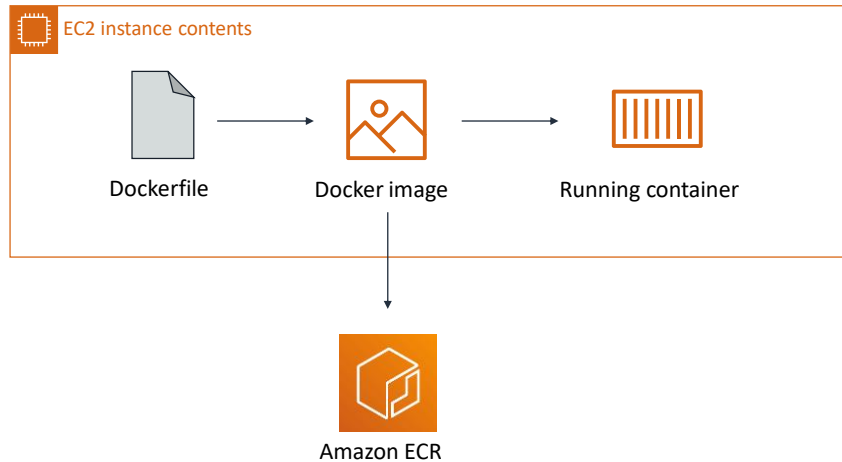 EC2 instance contents
Dockerfile
Docker image
Running container
Amazon ECR